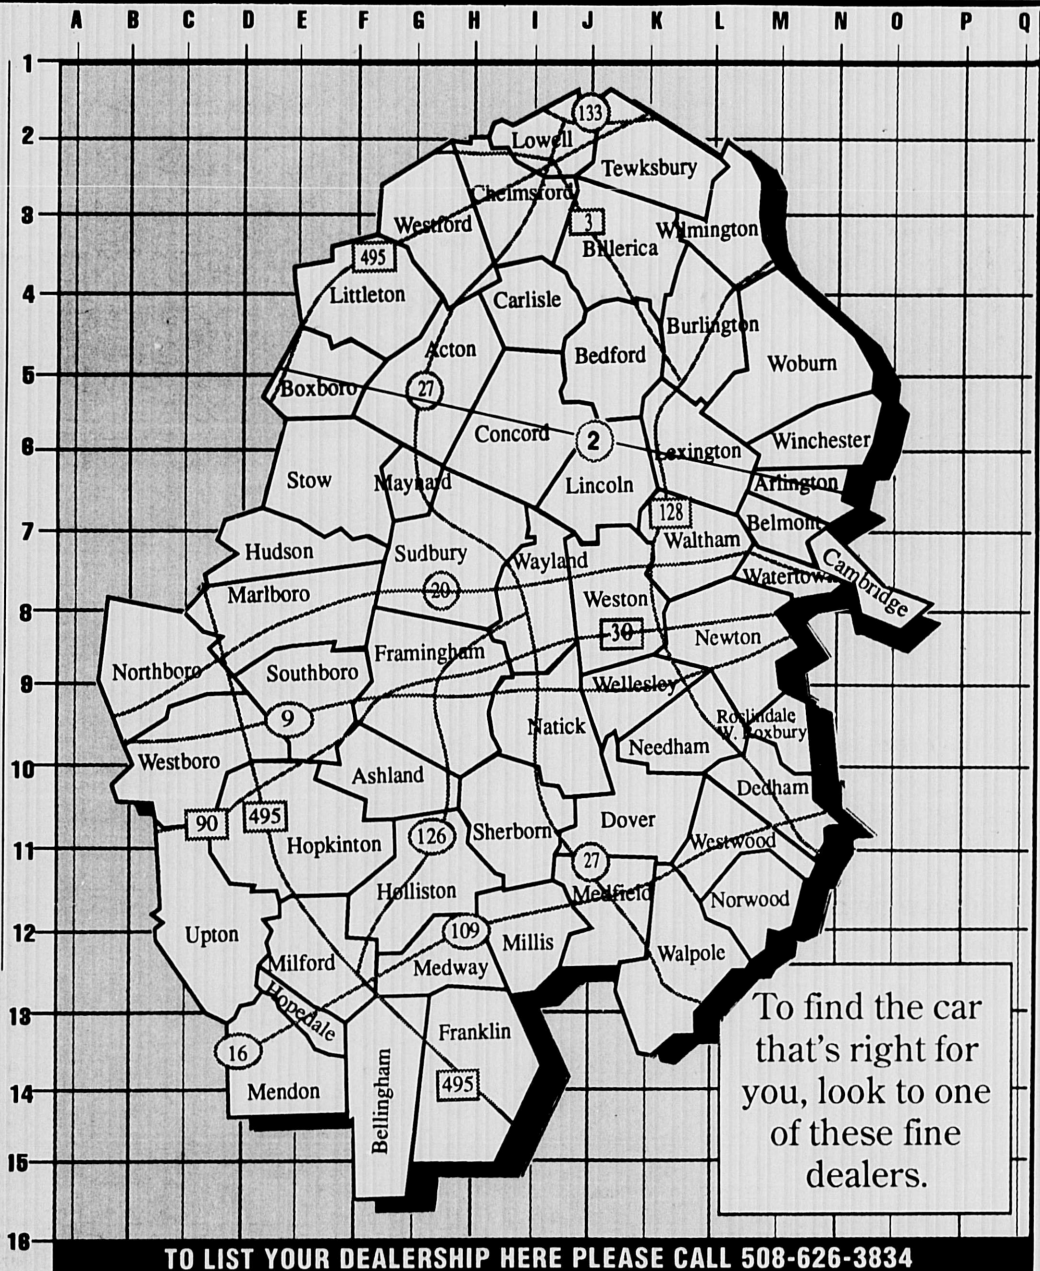 A B C D E F G H I J K L M N O P Q
1
133
2
Lowell
Tewksbury
Chelmsford
3
Westford
3
Wilmington
Billerica
495
4
Littleton
Carlisle
Burlington
Acton
Bedford
Woburn
5
Boxboro
27
Concord
2
Winchester
6
Lexington
Stow
Maynard
Lincoln
Arlington
128
Belmont
7
Hudson
Sudbury
Wayland
Waltham
Cambridge
Watertown
Marlboro
20
Weston
8
30
Newton
Framingham
Northboro
Southboro
9
Wellesley
9
Natick
Roslindale
W. Roxbury
Needham
10
Westboro
Ashland
Dedham
90
495
126
Sherborn
Dover
11
Hopkinton
Westwood
27
Holliston
Medfield
Norwood
12
Upton
109
Millis
Walpole
Milford
Medway
Hopedale
13
Franklin
16
14
Mendon
Bellingham
495
15
16
To find the car
that's right for
you, look to one
of these fine
dealers.
TO LIST YOUR DEALERSHIP HERE PLEASE CALL 508-626-3834